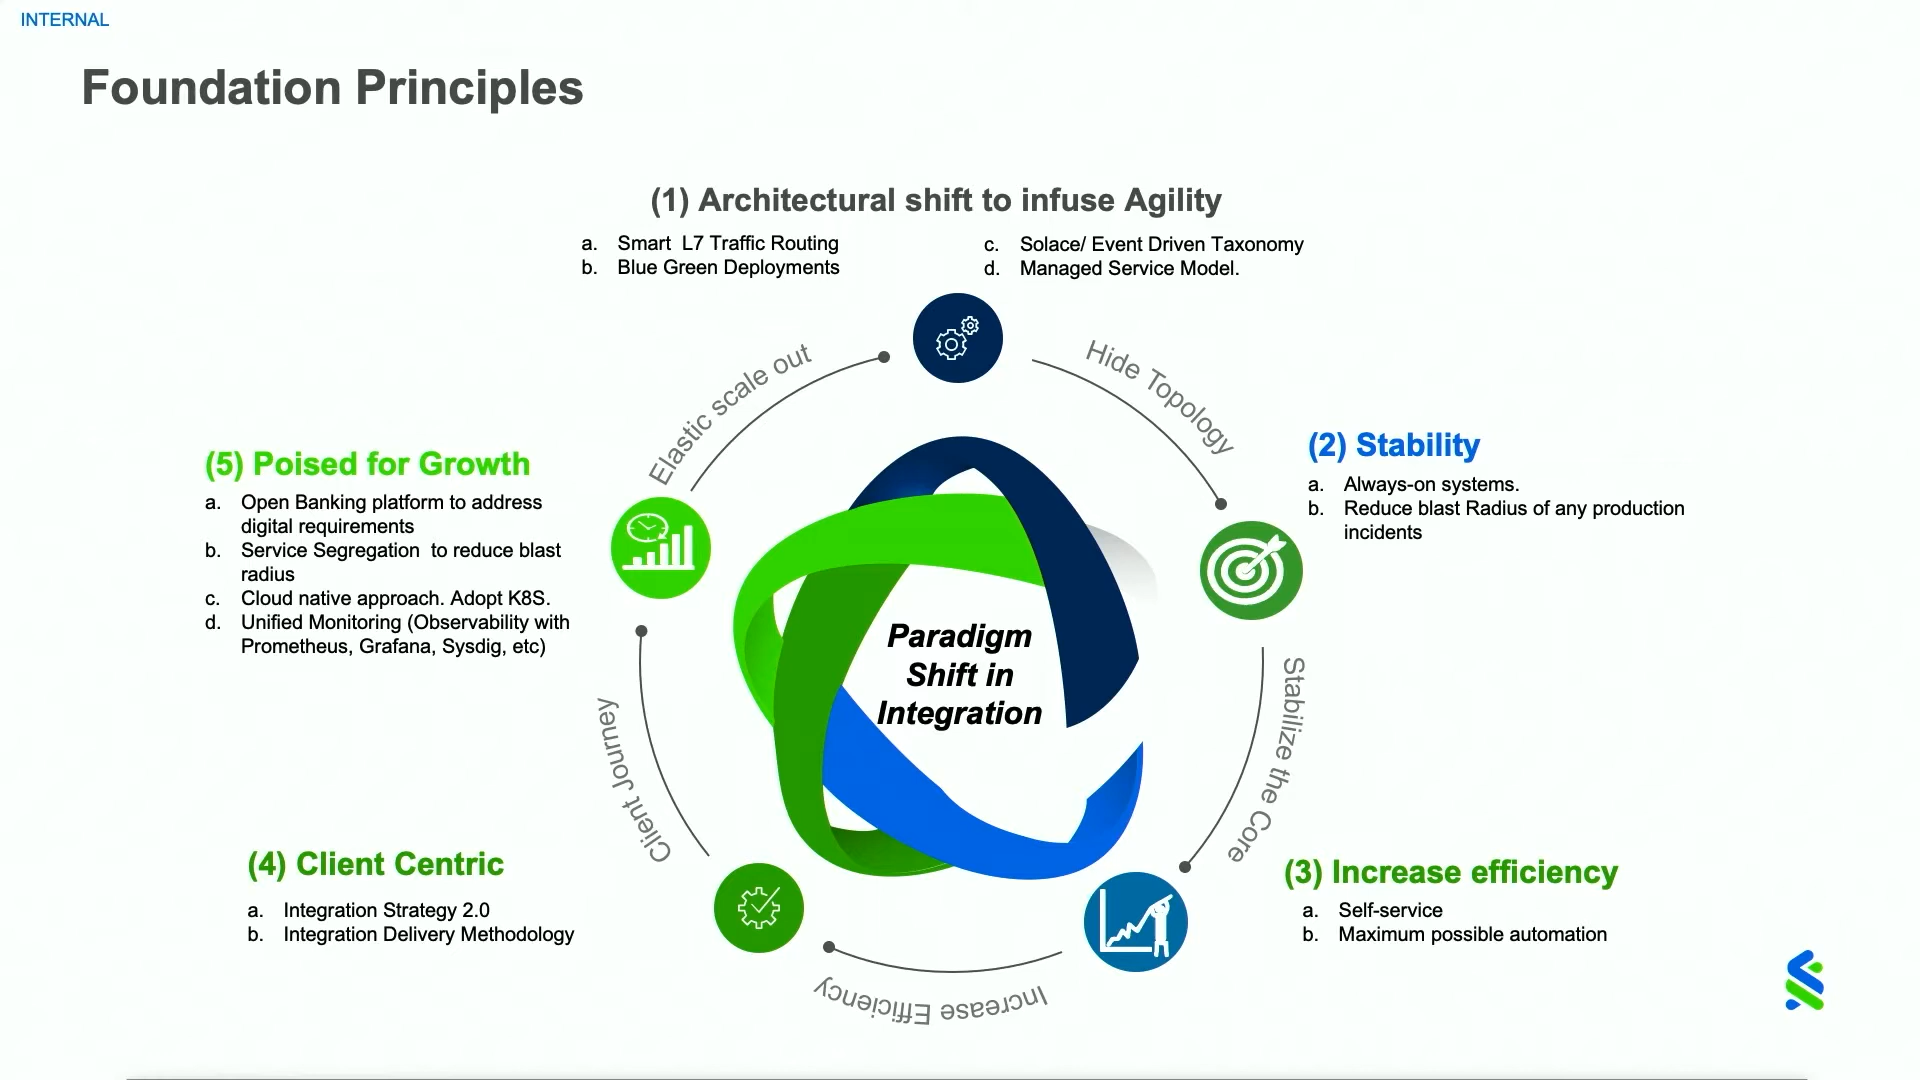 INTERNAL
Foundation Principles
(1) Architectural shift to infuse Agility
a. Smart L7 Traffic Routing
b. Blue Green Deployments
c. Solace/ Event Driven Taxonomy
d. Managed Service Model.
Elastic scale out
Hide Topology
(2) Stability
a. Always-on systems.
b. Reduce blast Radius of any production
incidents
(5) Poised for Growth
a. Open Banking platform to address
digital requirements
b. Service Segregation to reduce blast
radius
c. Cloud native approach. Adopt K8S.
d. Unified Monitoring (Observability with
Prometheus, Grafana, Sysdig, etc)
Paradigm
Shift in
Integration
Stabilize the Core
Client Journey
(4) Client Centric
a. Integration Strategy 2.0
b. Integration Delivery Methodology
(3) Increase efficiency
a. Self-service
b. Maximum possible automation
Increase Efficiency